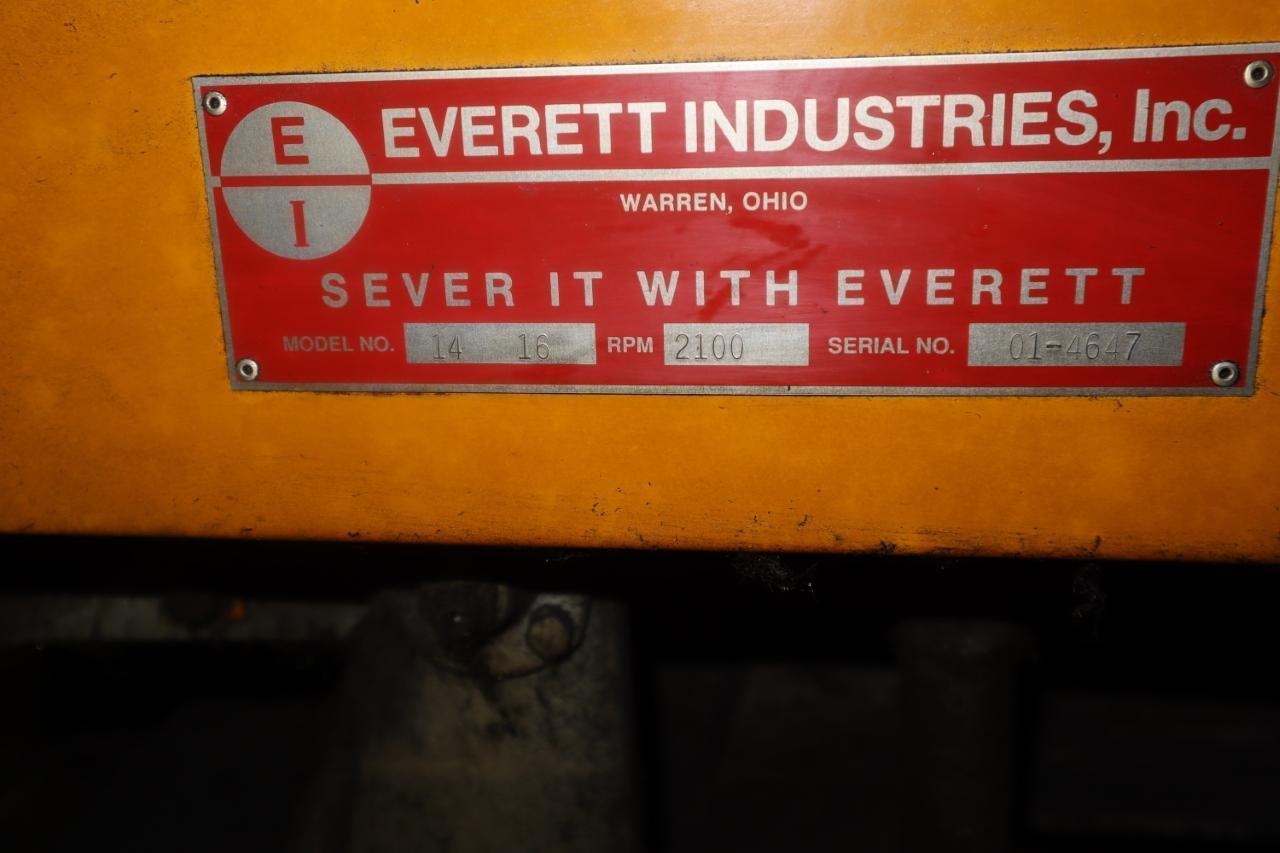 E
I
EVERETT INDUSTRIES, Inc.
WARREN, OHIO
SEVER IT WITH EVERETT
MODEL NO. 14 16 RPM 2100 SERIAL NO. 01-4647